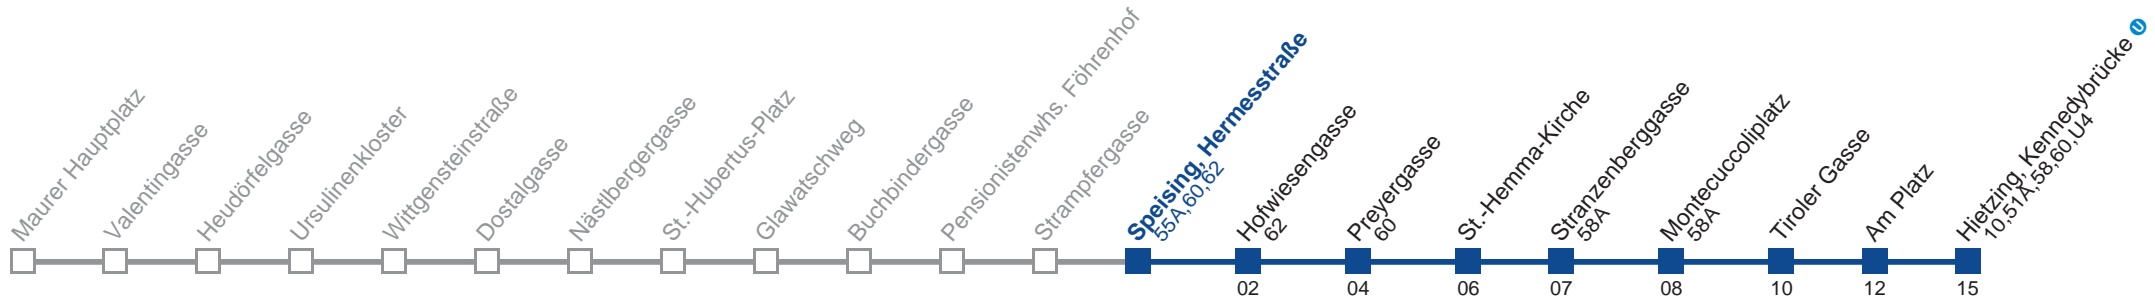 Maurer Hauptplatz
Valentingasse
Heudörfelgasse
Ursulinenkloster
Wittgensteinstraße
Dostalgasse
Nästlbergergasse
St.-Hubertus-Platz
Glawatschweg
Buchbindergasse
Pensionistenwhs. Föhrenhof
Strampfergasse
Speising, Hermesstraße
55A,60,62
Hofwiesengasse
62
Preyergasse
60
St.-Hemma-Kirche
Stranzenberggasse
58A
Montecuccoliplatz
58A
Tiroler Gasse
Am Platz
Hietzing, Kennedybrücke U
10,51A,58,60,U4
02 04 06 07 08 10 12 15